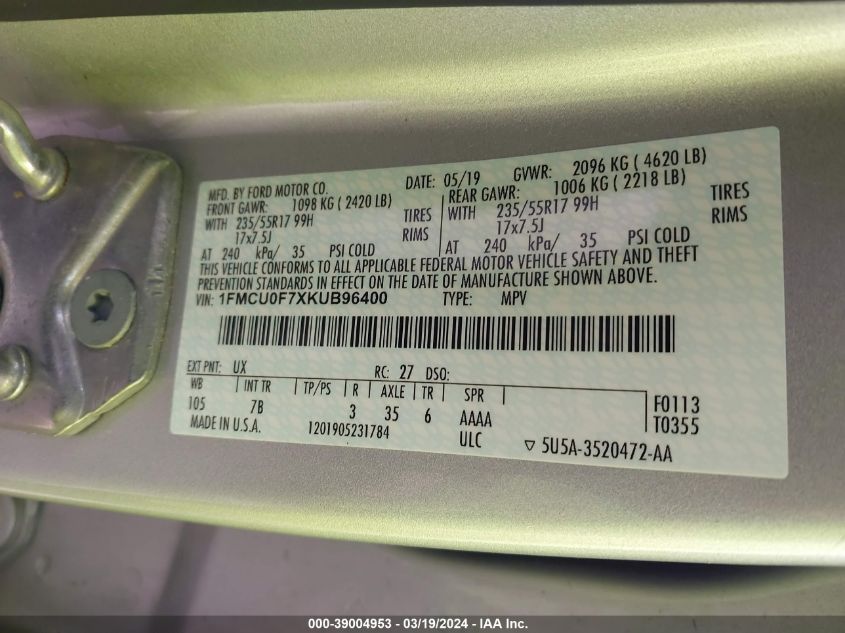 MFD. BY FORD MOTOR CO. DATE: 05/19 GVWR: 2096 KG ( 4620 LB)
FRONT GAWR: 1098 KG ( 2420 LB) REAR GAWR: 1006 KG ( 2218 LB)
WITH 235/55R17 99H TIRES WITH 235/55R17 99H TIRES
17x7.5J RIMS 17x7.5J RIMS
AT 240 kPa/ 35 PSI COLD AT 240 kPa/ 35 PSI COLD
THIS VEHICLE CONFORMS TO ALL APPLICABLE FEDERAL MOTOR VEHICLE SAFETY AND THEFT
PREVENTION STANDARDS IN EFFECT ON THE DATE OF MANUFACTURE SHOWN ABOVE.
VIN: 1FMCU0F7XKUB96400 TYPE: MPV
EXT PNT: UX RC: 27 DSO:
WB INT TR TP/PS R AXLE TR SPR
105 7B 3 35 6 AAAA F0113
MADE IN U.S.A. 1201905231784 ULC T0355
▽ 5U5A-3520472-AA
000-39004953 - 03/19/2024 - IAA Inc.